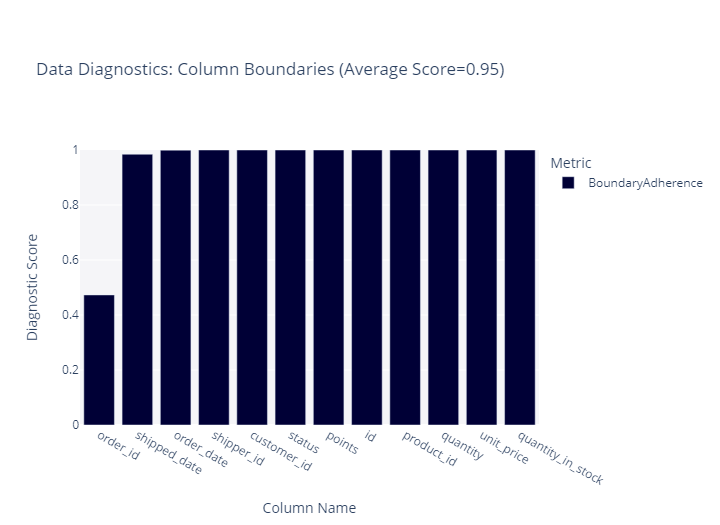 Data Diagnostics: Column Boundaries (Average Score=0.95)
Metric
BoundaryAdherence
Diagnostic Score
1
0.8
0.6
0.4
0.2
0
order_id
shipped_date
order_date
shipper_id
customer_id
status
points
id
product_id
quantity
unit_price
quantity_in_stock
Column Name